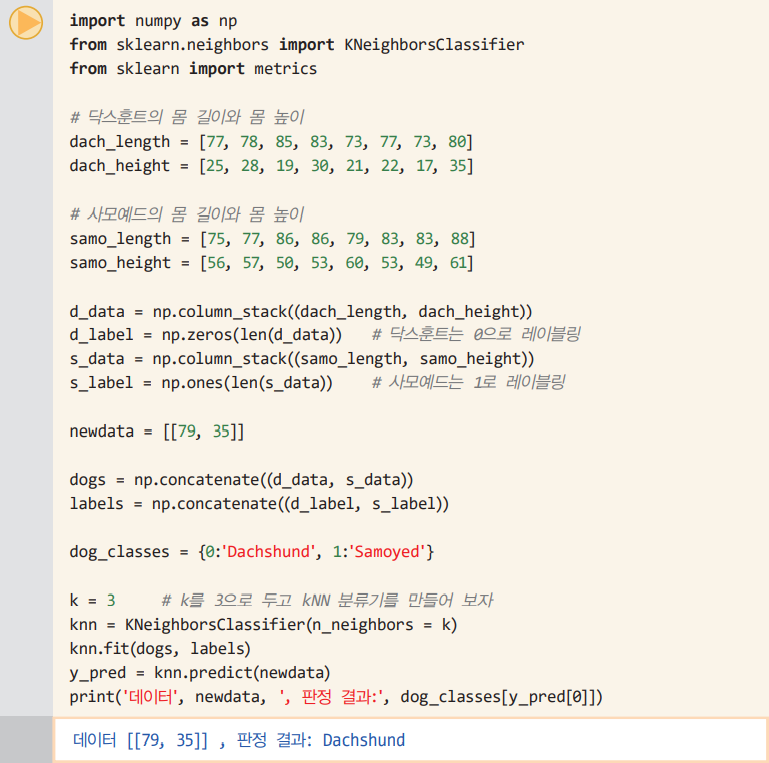 import numpy as np
from sklearn.neighbors import KNeighborsClassifier
from sklearn import metrics

# 닥스훈트의 몸 길이와 몸 높이
dach_length = [77, 78, 85, 83, 73, 77, 73, 80]
dach_height = [25, 28, 19, 30, 21, 22, 17, 35]

# 사모예드의 몸 길이와 몸 높이
samo_length = [75, 77, 86, 86, 79, 83, 83, 88]
samo_height = [56, 57, 50, 53, 60, 53, 49, 61]

d_data = np.column_stack((dach_length, dach_height))
d_label = np.zeros(len(d_data))   # 닥스훈트는 0으로 레이블링
s_data = np.column_stack((samo_length, samo_height))
s_label = np.ones(len(s_data))    # 사모예드는 1로 레이블링

newdata = [[79, 35]]

dogs = np.concatenate((d_data, s_data))
labels = np.concatenate((d_label, s_label))

dog_classes = {0:'Dachshund', 1:'Samoyed'}

k = 3     # k를 3으로 두고 kNN 분류기를 만들어 보자
knn = KNeighborsClassifier(n_neighbors = k)
knn.fit(dogs, labels)
y_pred = knn.predict(newdata)
print('데이터', newdata, ', 판정 결과:', dog_classes[y_pred[0]])
데이터 [[79, 35]] , 판정 결과: Dachshund